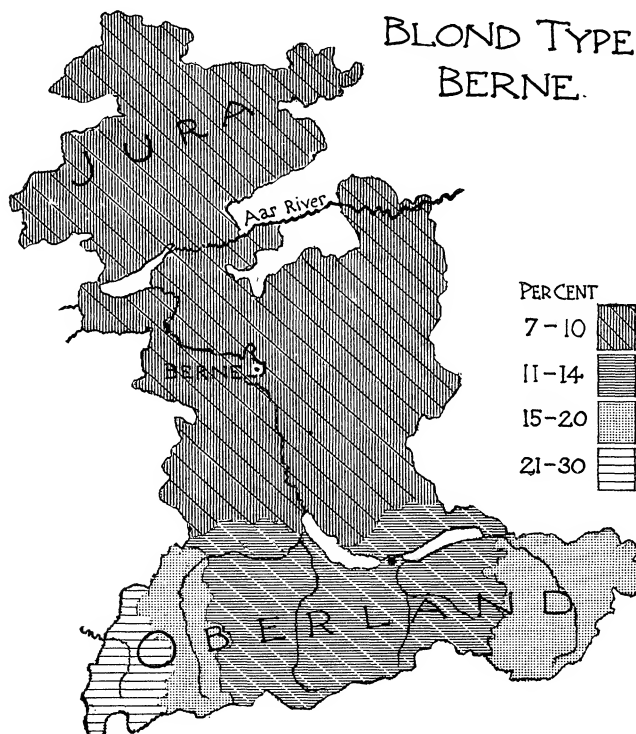 BLOND TYPE
BERNE.
JURA
Aar River
BERNE
PER CENT
7-10
11-14
15-20
21-30
OBERLAND